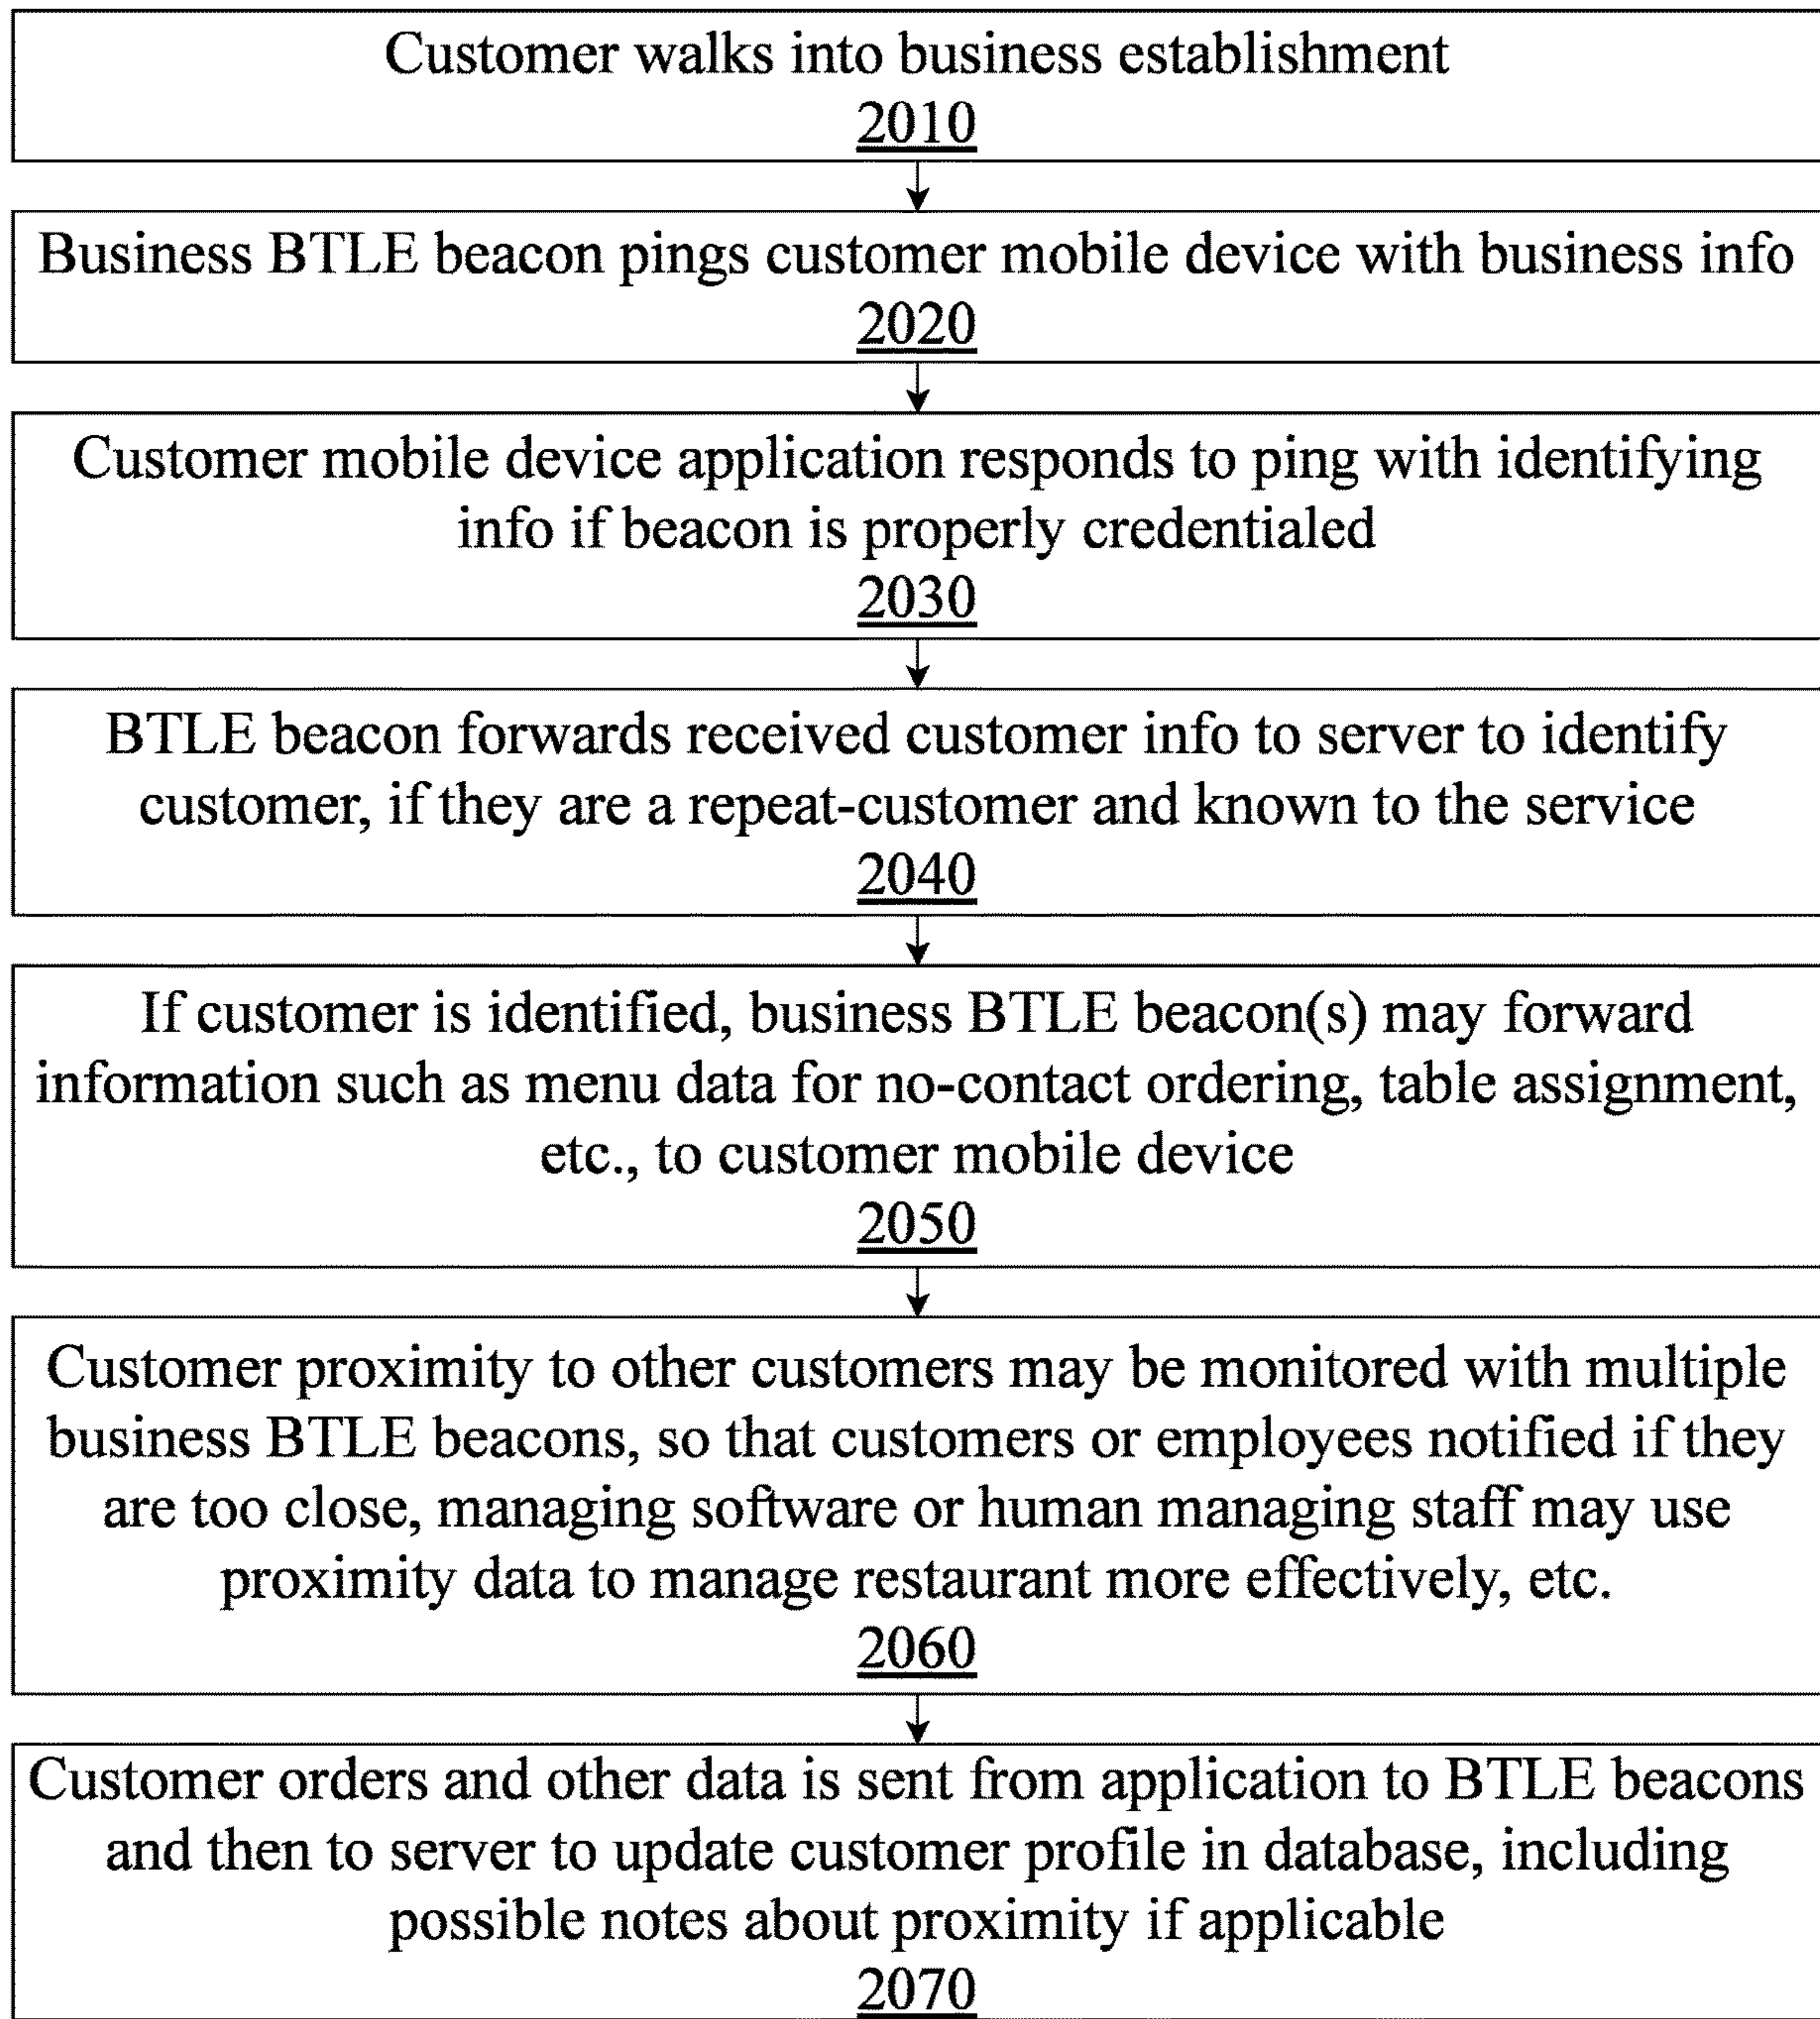 Customer walks into business establishment
2010
Business BTLE beacon pings customer mobile device with business info
2020
Customer mobile device application responds to ping with identifying
info if beacon is properly credentialed
2030
BTLE beacon forwards received customer info to server to identify
customer, if they are a repeat-customer and known to the service
2040
If customer is identified, business BTLE beacon(s) may forward
information such as menu data for no-contact ordering, table assignment,
etc., to customer mobile device
2050
Customer proximity to other customers may be monitored with multiple
business BTLE beacons, so that customers or employees notified if they
are too close, managing software or human managing staff may use
proximity data to manage restaurant more effectively, etc.
2060
Customer orders and other data is sent from application to BTLE beacons
and then to server to update customer profile in database, including
possible notes about proximity if applicable
2070